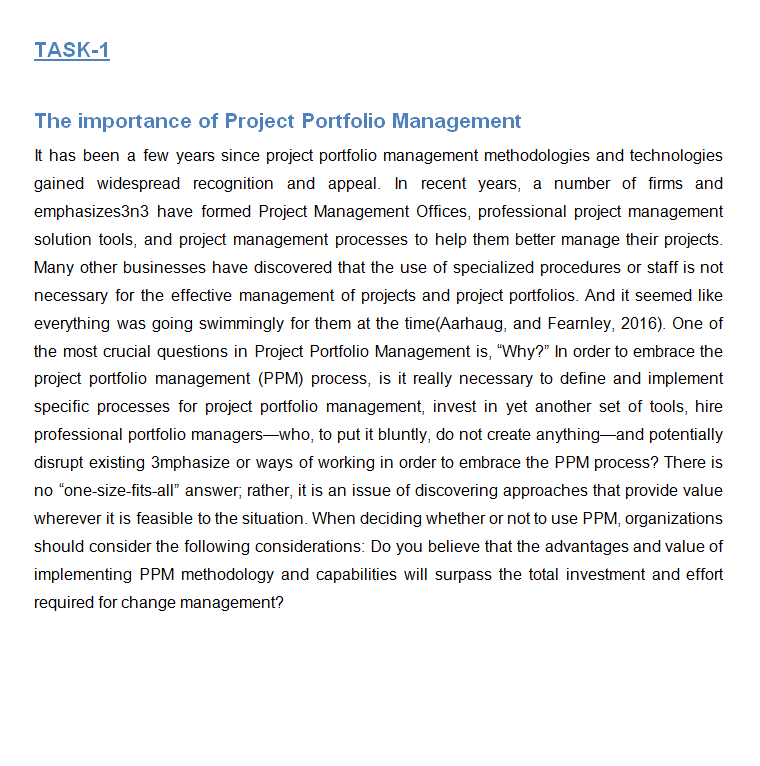 TASK-1
The importance of Project Portfolio Management
It has been a few years since project portfolio management methodologies and technologies
gained widespread recognition and appeal. In recent years, a number of firms and
emphasizes3n3 have formed Project Management Offices, professional project management
solution tools, and project management processes to help them better manage their projects.
Many other businesses have discovered that the use of specialized procedures or staff is not
necessary for the effective management of projects and project portfolios. And it seemed like
everything was going swimmingly for them at the time(Aarhaug, and Fearnley, 2016). One of
the most crucial questions in Project Portfolio Management is, “Why?” In order to embrace the
project portfolio management (PPM) process, is it really necessary to define and implement
specific processes for project portfolio management, invest in yet another set of tools, hire
professional portfolio managers—who, to put it bluntly, do not create anything—and potentially
disrupt existing 3mphasize or ways of working in order to embrace the PPM process? There is
no “one-size-fits-all” answer; rather, it is an issue of discovering approaches that provide value
wherever it is feasible to the situation. When deciding whether or not to use PPM, organizations
should consider the following considerations: Do you believe that the advantages and value of
implementing PPM methodology and capabilities will surpass the total investment and effort
required for change management?